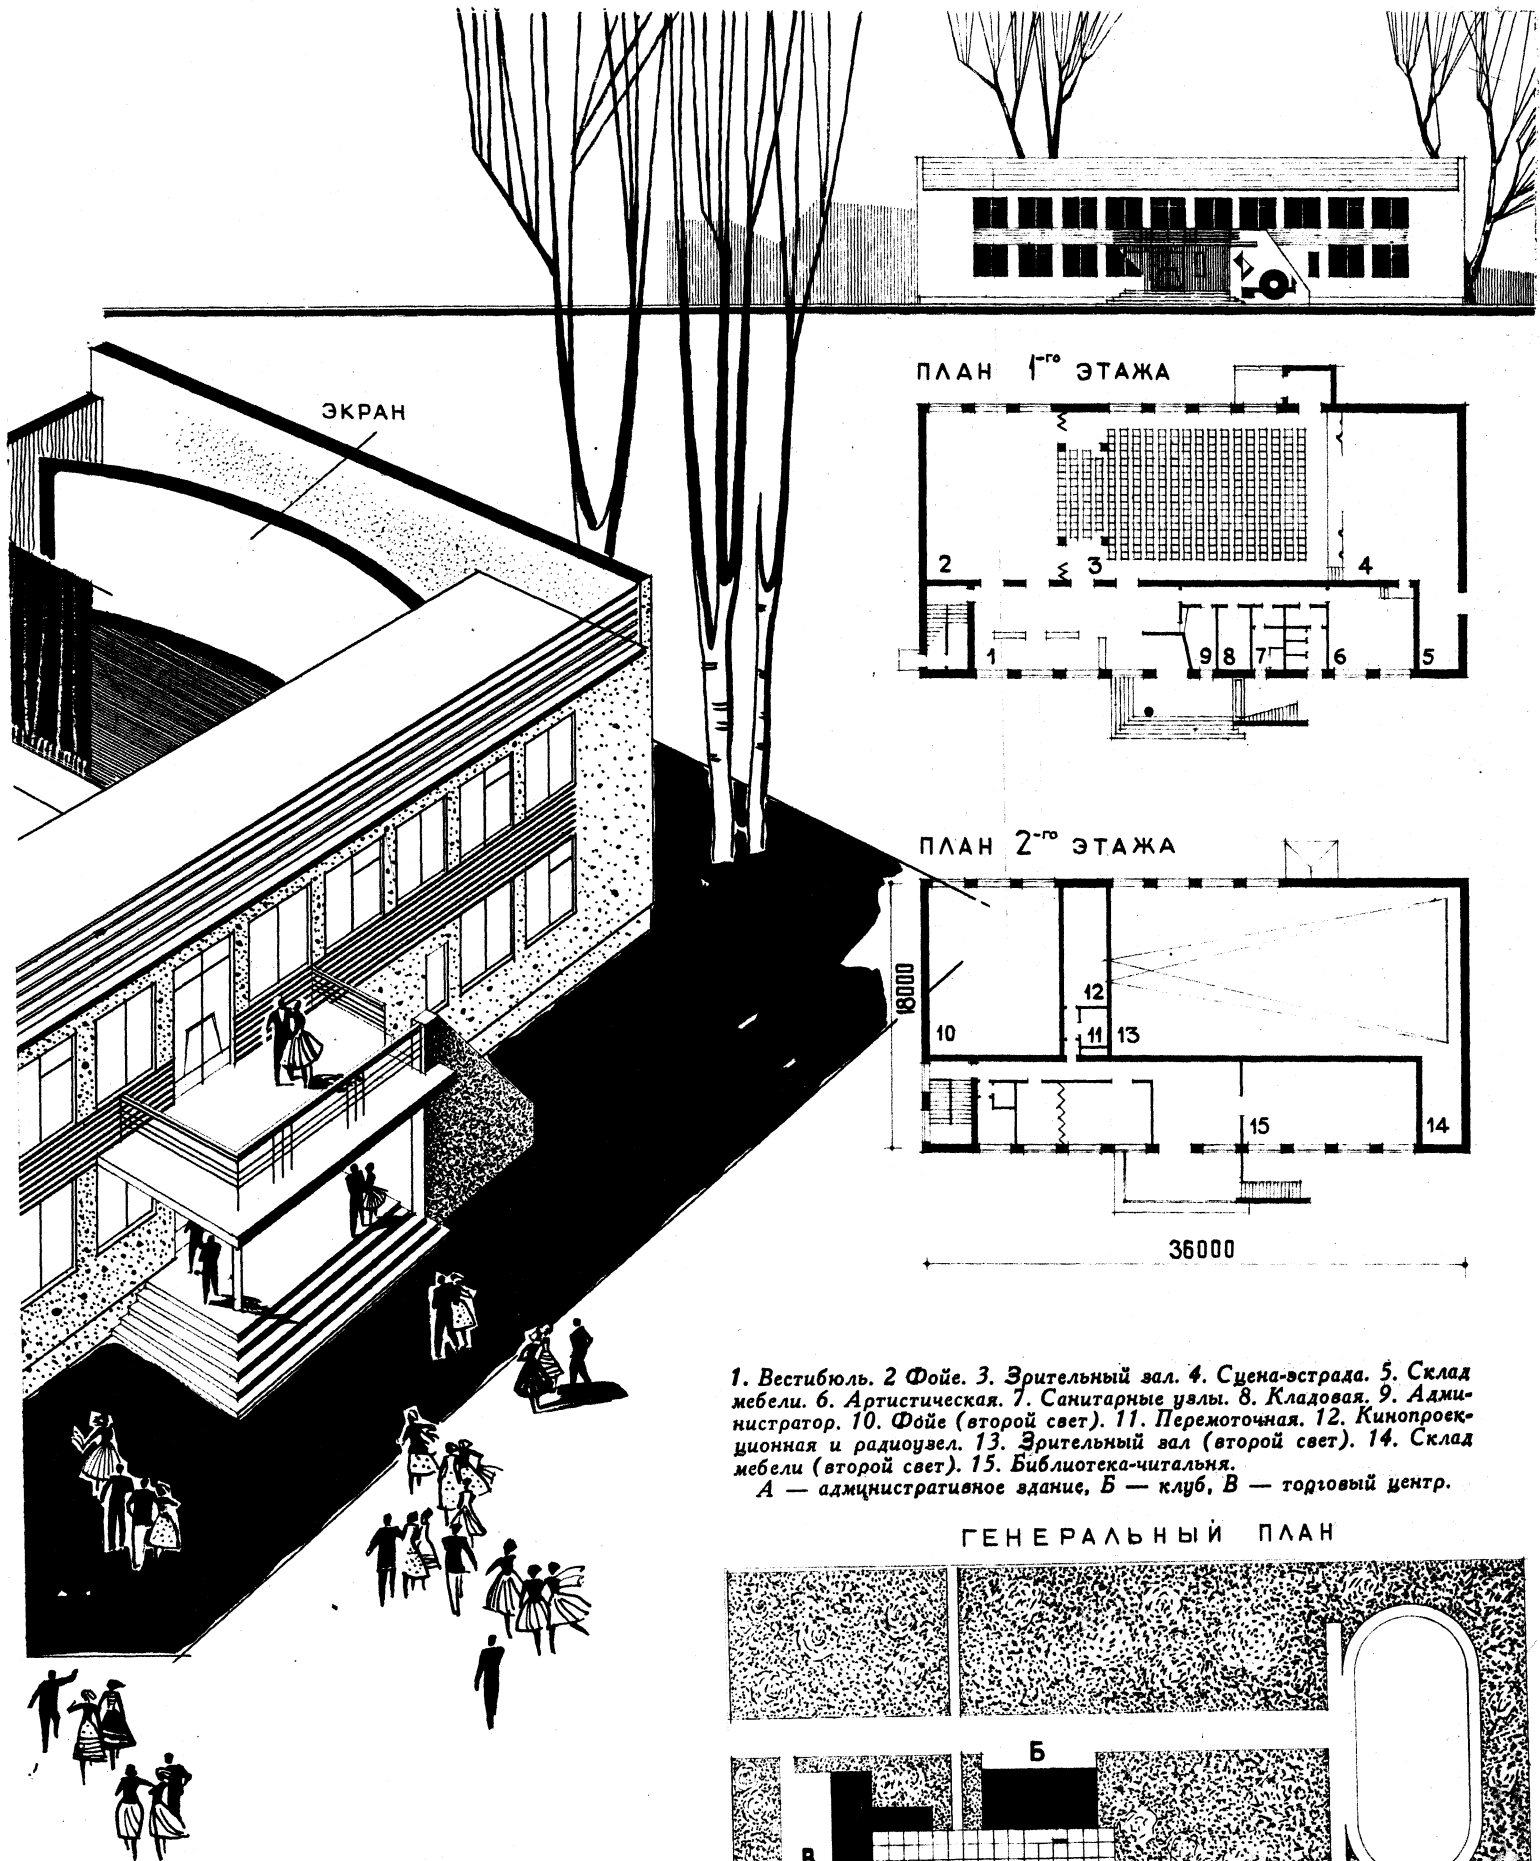 ЭКРАН
ПЛАН 1-го ЭТАЖА
2
3
4
1
9
8
7
6
5
ПЛАН 2-го ЭТАЖА
18000
12
10
11
13
15
14
36000
1. Вестибюль. 2 Фойе. 3. Зрительный зал. 4. Сцена-эстрада. 5. Склад
мебели. 6. Артистическая. 7. Санитарные узлы. 8. Кладовая. 9. Адми-
нистратор. 10. Фойе (второй свет). 11. Перемоточная. 12. Кинопроек-
ционная и радиоузел. 13. Зрительный зал (второй свет). 14. Склад
мебели (второй свет). 15. Библиотека-читальня.
А — административное здание, Б — клуб, В — торговый центр.
ГЕНЕРАЛЬНЫЙ ПЛАН
Б
В